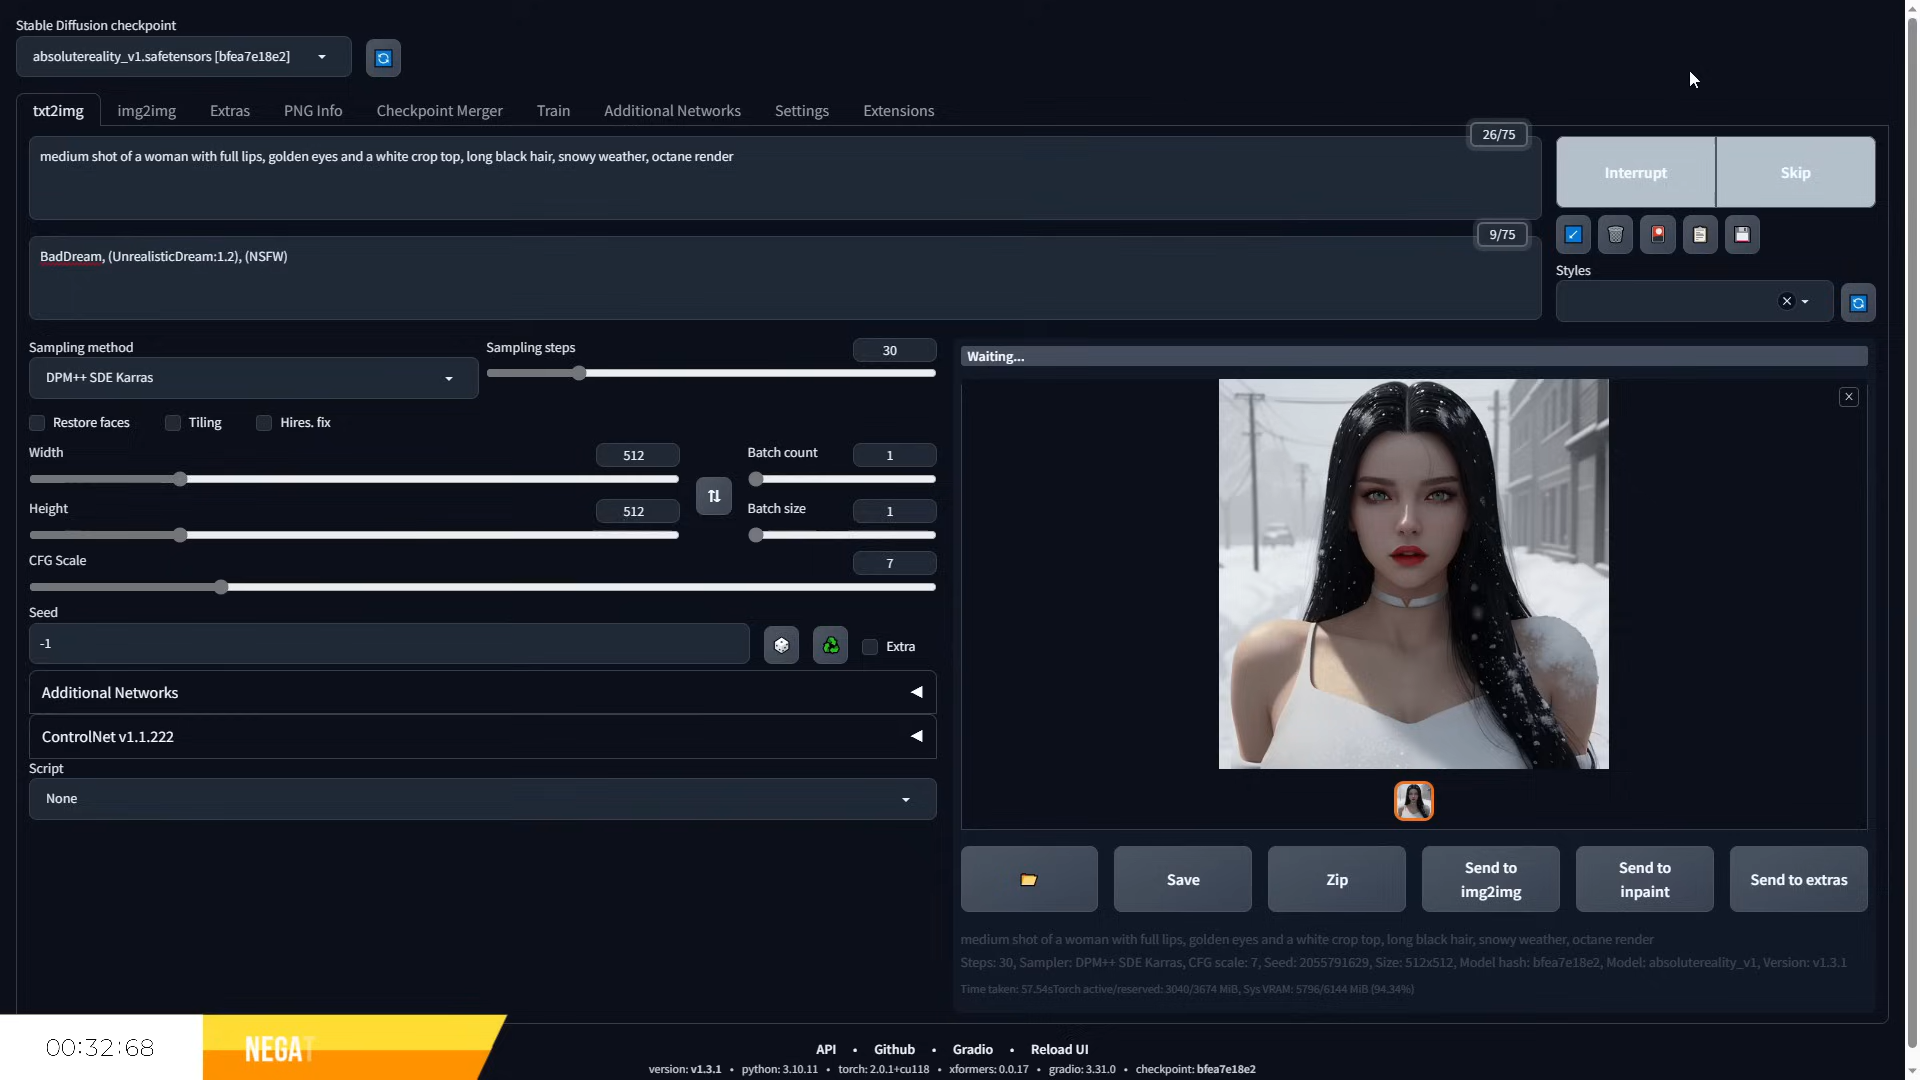 Stable Diffusion checkpoint
absolutereality_v1.safetensors [bfea7e18e2]
txt2img img2img Extras PNG Info Checkpoint Merger Train Additional Networks Settings Extensions
26/75
medium shot of a woman with full lips, golden eyes and a white crop top, long black hair, snowy weather, octane render
Interrupt Skip
9/75
BadDream, (UnrealisticDream:1.2), (NSFW)
Styles
Sampling method
DPM++ SDE Karras
Sampling steps 30
Restore faces Tiling Hires. fix
Width 512
Batch count 1
Height 512
Batch size 1
CFG Scale 7
Seed
-1
Extra
Additional Networks
ControlNet v1.1.222
Script
None
Waiting...
Save
Zip
Send to
img2img
Send to
inpaint
Send to extras
medium shot of a woman with full lips, golden eyes and a white crop top, long black hair, snowy weather, octane render
Steps: 30, Sampler: DPM++ SDE Karras, CFG scale: 7, Seed: 2055791629, Size: 512x512, Model hash: bfea7e18e2, Model: absolutereality_v1, Version: v1.3.1
Time taken: 57.54sTorch active/reserved: 3040/3674 MiB, Sys VRAM: 5796/6144 MiB (94.34%)
00:32:68
NEGAT
API • Github • Gradio • Reload UI
version: v1.3.1 • python: 3.10.11 • torch: 2.0.1+cu118 • xformers: 0.0.17 • gradio: 3.31.0 • checkpoint: bfea7e18e2